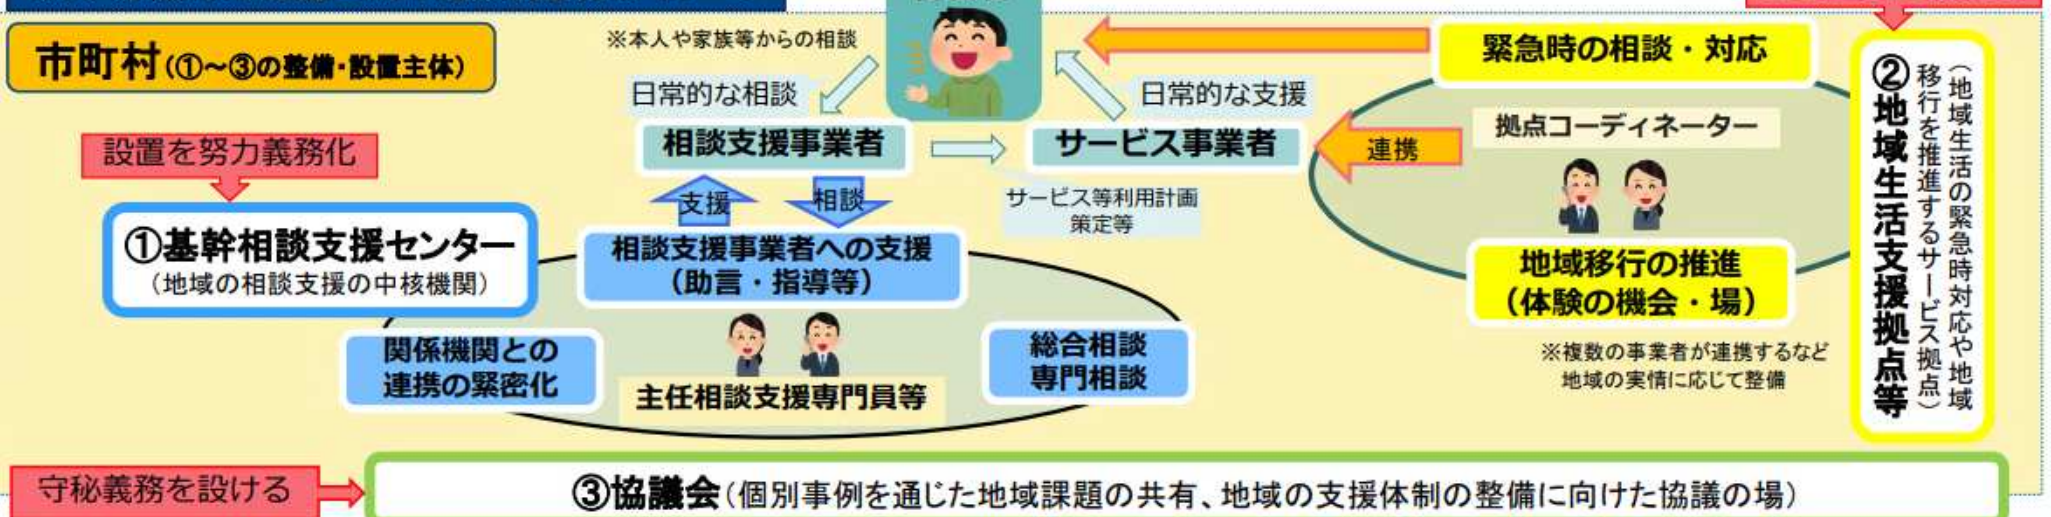 市町村（①～③の整備・設置主体）
※本人や家族等からの相談
日常的な相談
日常的な支援
緊急時の相談・対応
設置を努力義務化
相談支援事業者
サービス事業者
連携
拠点コーディネーター
支援
相談
サービス等利用計画
策定等
①基幹相談支援センター
（地域の相談支援の中核機関）
相談支援事業者への支援
（助言・指導等）
地域移行の推進
（体験の機会・場）
関係機関との
連携の緊密化
主任相談支援専門員等
総合相談
専門相談
※複数の事業者が連携するなど
地域の実情に応じて整備
②地域生活支援拠点等
（地域生活の緊急時対応や地域
移行を推進するサービス拠点）
守秘義務を設ける
③協議会（個別事例を通じた地域課題の共有、地域の支援体制の整備に向けた協議の場）